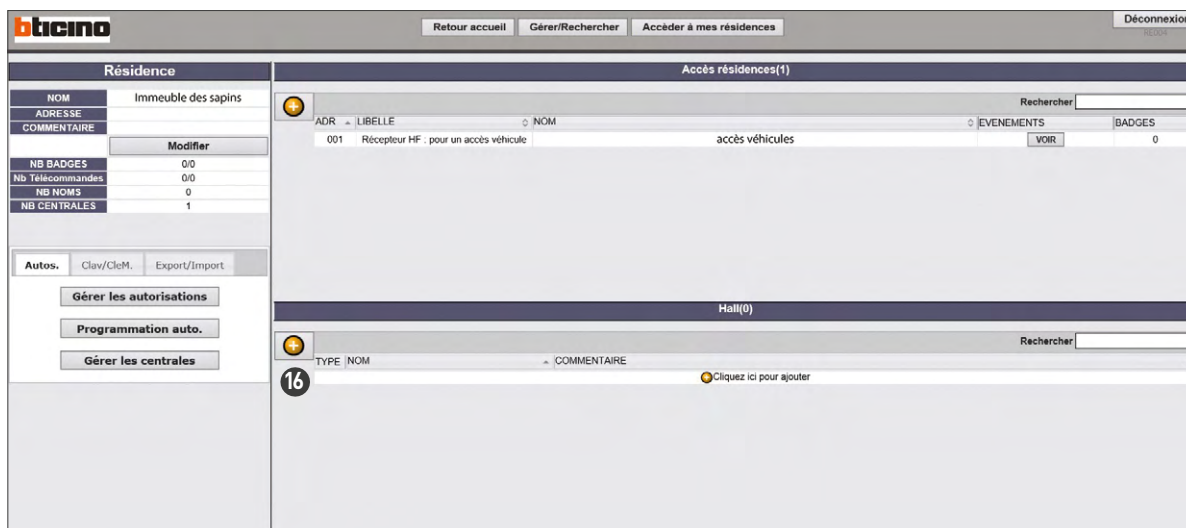 bticino
Retour accueil Gérer/Rechercher Accèder à mes résidences Déconnexion
RE004
Résidence
NOM Immeuble des sapins
ADRESSE
COMMENTAIRE
Modifier
NB BADGES 0/0
Nb Télécommandes 0/0
NB NOMS 0
NB CENTRALES 1
Autos. Clav/CleM. Export/Import
Gérer les autorisations
Programmation auto.
Gérer les centrales
Accès résidences(1)
Rechercher
ADR LIBELLE NOM EVENEMENTS BADGES
001 Récepteur HF : pour un accès véhicule accès véhicules VOIR 0
Hall(0)
Rechercher
TYPE NOM COMMENTAIRE
16
Cliquez ici pour ajouter